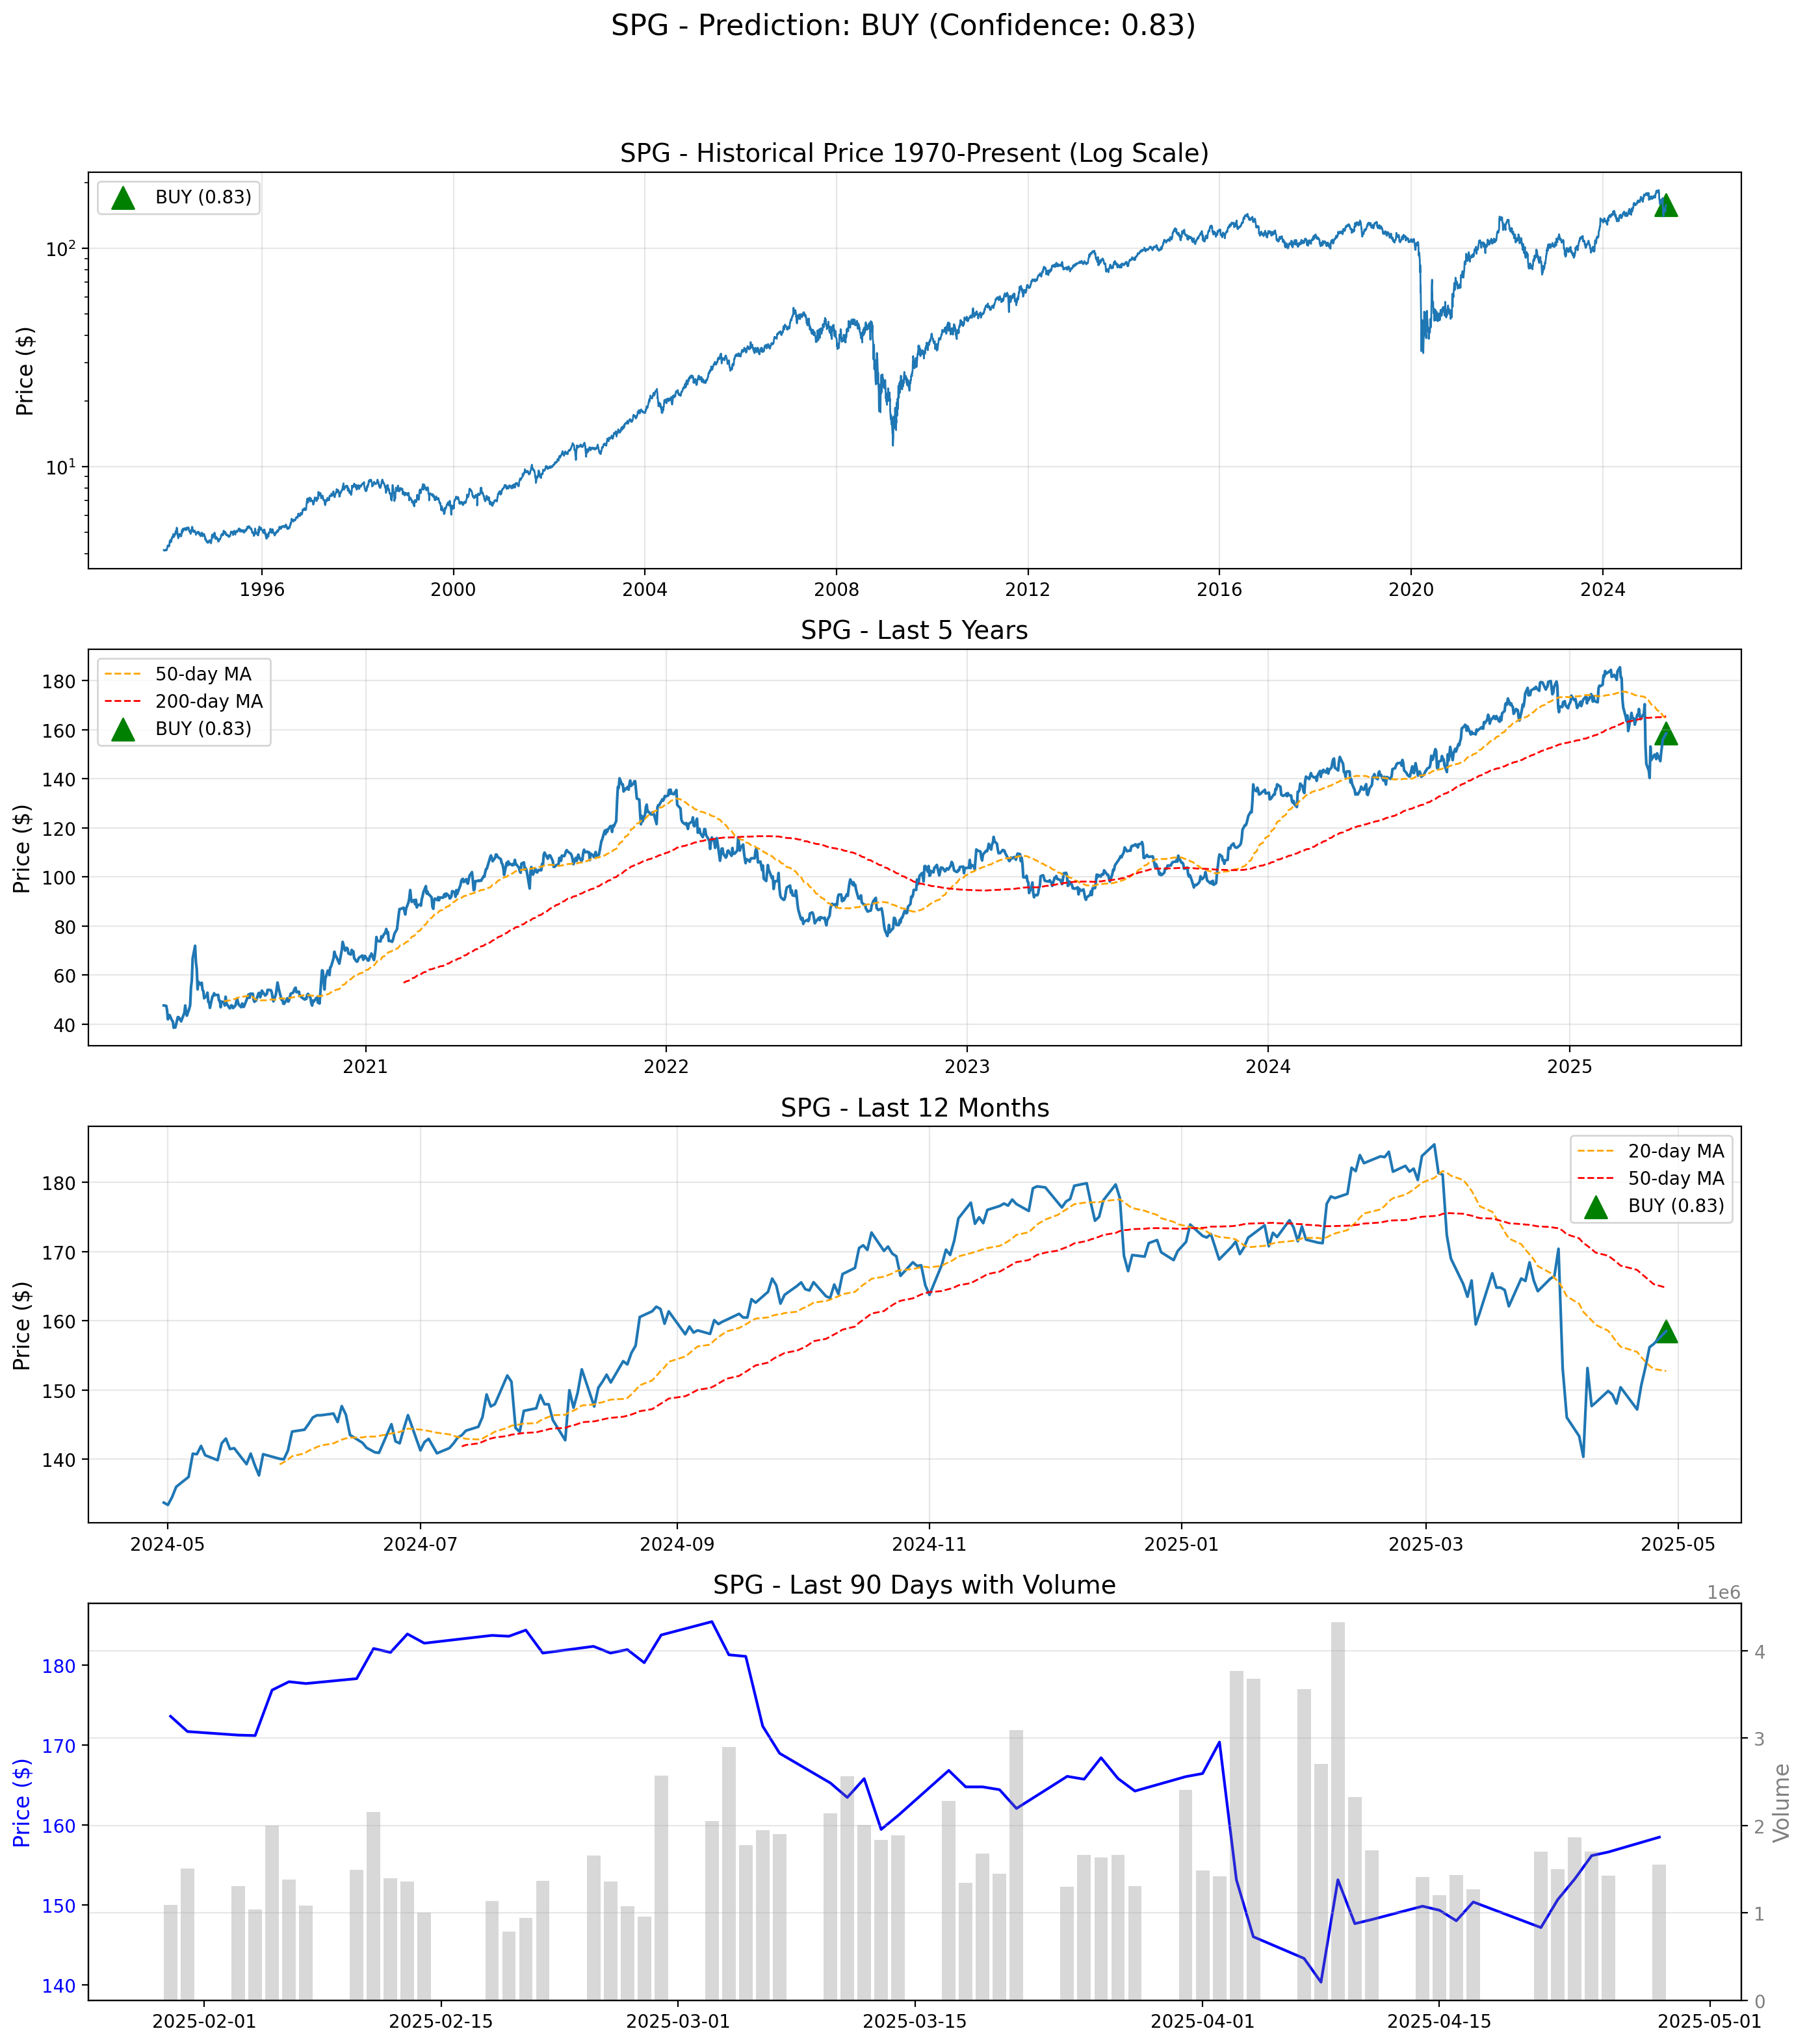 SPG - Prediction: BUY (Confidence: 0.83)
SPG - Historical Price 1970-Present (Log Scale)
BUY (0.83)
Price ($)
10²
10¹
1996 2000 2004 2008 2012 2016 2020 2024
SPG - Last 5 Years
50-day MA
200-day MA
BUY (0.83)
Price ($)
180
160
140
120
100
80
60
40
2021 2022 2023 2024 2025
SPG - Last 12 Months
20-day MA
50-day MA
BUY (0.83)
Price ($)
180
170
160
150
140
2024-05 2024-07 2024-09 2024-11 2025-01 2025-03 2025-05
SPG - Last 90 Days with Volume
1e6
Price ($)
180
170
160
150
140
4
3
2
1
0
Volume
2025-02-01 2025-02-15 2025-03-01 2025-03-15 2025-04-01 2025-04-15 2025-05-01